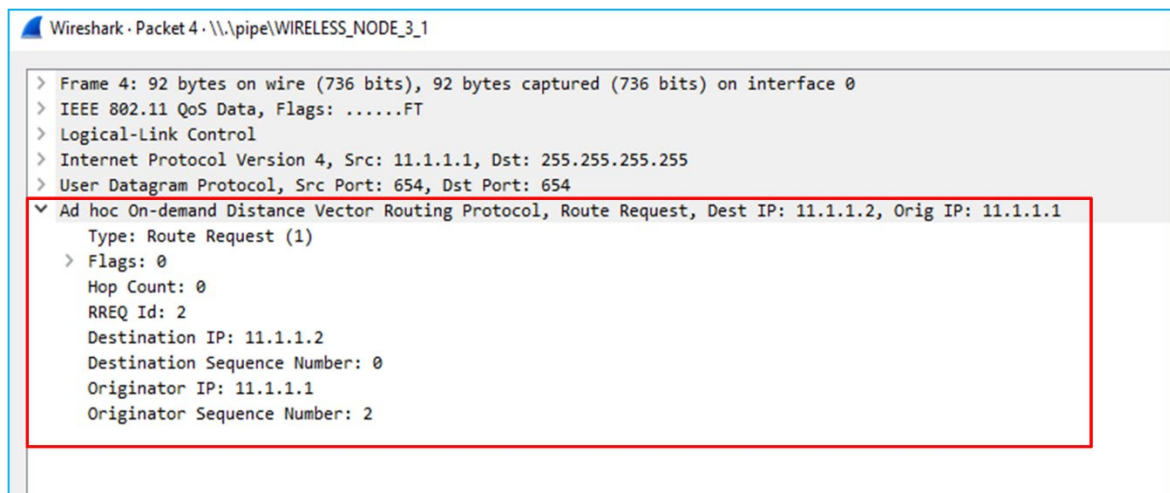 Wireshark · Packet 4 · \\.\pipe\WIRELESS_NODE_3_1
> Frame 4: 92 bytes on wire (736 bits), 92 bytes captured (736 bits) on interface 0
> IEEE 802.11 QoS Data, Flags: ......FT
> Logical-Link Control
> Internet Protocol Version 4, Src: 11.1.1.1, Dst: 255.255.255.255
> User Datagram Protocol, Src Port: 654, Dst Port: 654
Ad hoc On-demand Distance Vector Routing Protocol, Route Request, Dest IP: 11.1.1.2, Orig IP: 11.1.1.1
Type: Route Request (1)
> Flags: 0
Hop Count: 0
RREQ Id: 2
Destination IP: 11.1.1.2
Destination Sequence Number: 0
Originator IP: 11.1.1.1
Originator Sequence Number: 2